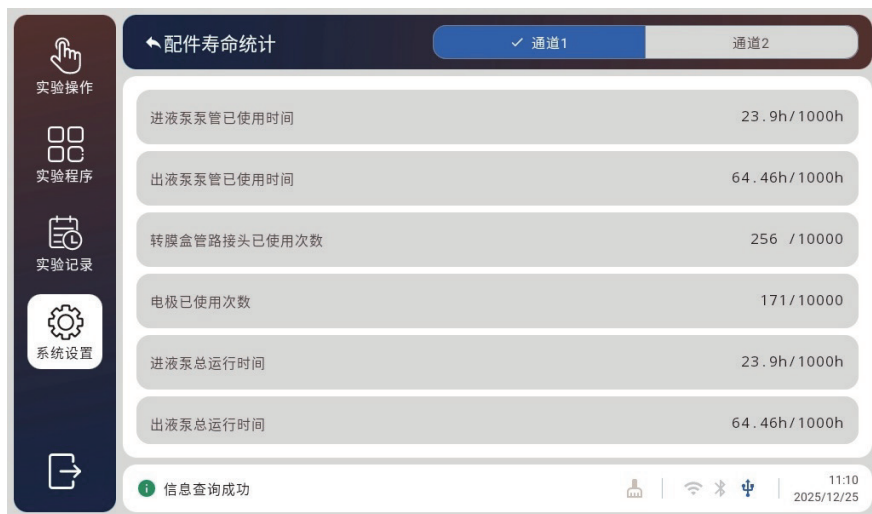 实验操作
实验程序
实验记录
系统设置
配件寿命统计
通道1
通道2
进液泵泵管已使用时间 23.9h/1000h
出液泵泵管已使用时间 64.46h/1000h
转膜盒管路接头已使用次数 256 /10000
电极已使用次数 171/10000
进液泵总运行时间 23.9h/1000h
出液泵总运行时间 64.46h/1000h
信息查询成功
11:10
2025/12/25